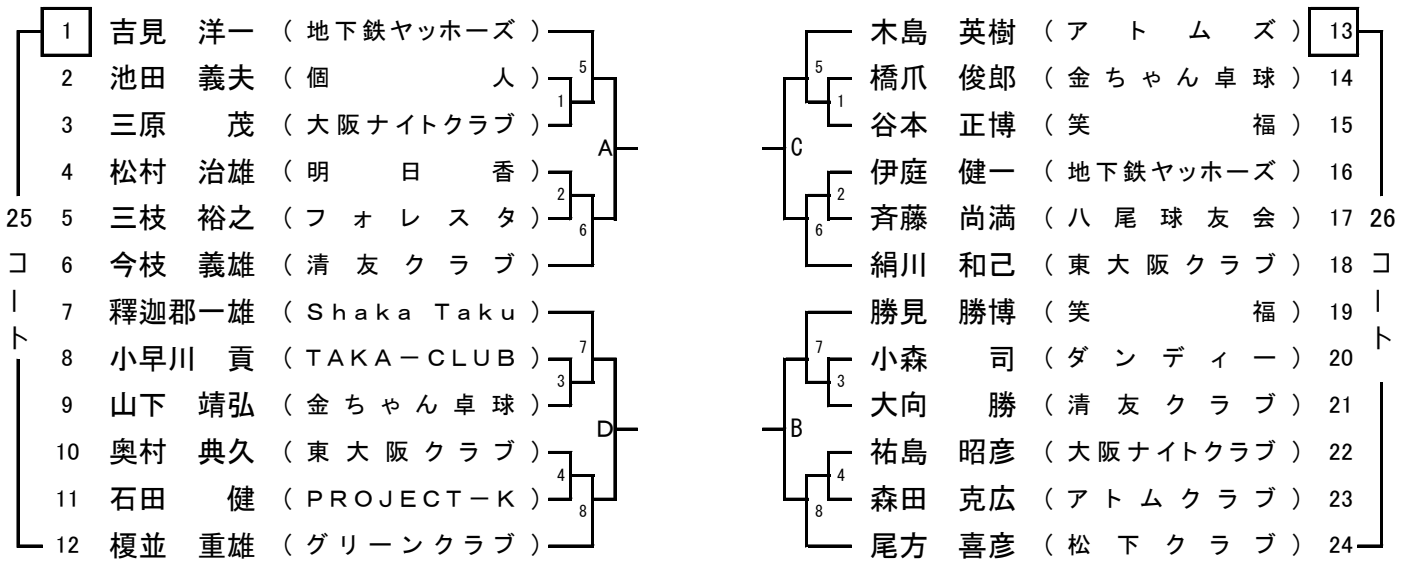 1 吉見 洋一 （ 地下鉄ヤッホーズ ）
2 池田 義夫 （ 個 人 ）
3 三原 茂 （ 大阪ナイトクラブ ）
4 松村 治雄 （ 明 日 香 ）
5 三枝 裕之 （ フ ォ レ ス タ ）
6 今枝 義雄 （ 清 友 ク ラ ブ ）
7 釋迦郡一雄 （ Ｓｈａｋａ Ｔａｋｕ ）
8 小早川 貢 （ ＴＡＫＡ－ＣＬＵＢ ）
9 山下 靖弘 （ 金 ち ゃ ん 卓 球 ）
10 奥村 典久 （ 東 大 阪 ク ラ ブ ）
11 石田 健 （ ＰＲＯＪＥＣＴ－Ｋ ）
12 榎並 重雄 （ グ リ ー ン ク ラ ブ ）
25
コ
ー
ト
5
1
A
2
6
7
3
D
4
8
木島 英樹 （ ア ト ム ズ ） 13
橋爪 俊郎 （ 金 ち ゃ ん 卓 球 ） 14
谷本 正博 （ 笑 福 ） 15
伊庭 健一 （ 地下鉄ヤッホーズ ） 16
斉藤 尚満 （ 八 尾 球 友 会 ） 17
絹川 和己 （ 東 大 阪 ク ラ ブ ） 18
勝見 勝博 （ 笑 福 ） 19
小森 司 （ ダ ン デ ィ ー ） 20
大向 勝 （ 清 友 ク ラ ブ ） 21
祐島 昭彦 （ 大阪ナイトクラブ ） 22
森田 克広 （ ア ト ム ク ラ ブ ） 23
尾方 喜彦 （ 松 下 ク ラ ブ ） 24
26
コ
ー
ト
5
1
C
2
6
7
3
B
4
8